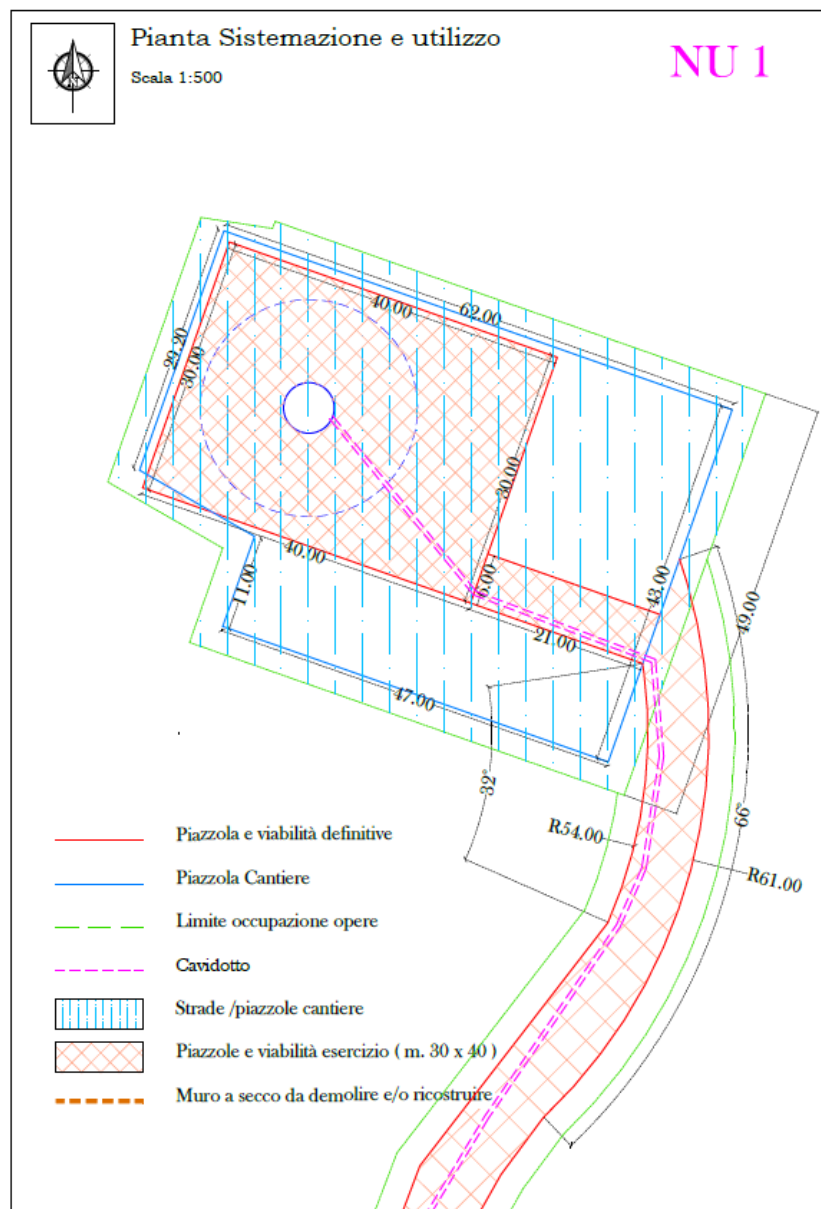 Pianta Sistemazione e utilizzo
Scala 1:500
NU 1
40.00
62.00
29.20
30.00
30.00
40.00
6.00
11.00
21.00
43.00
49.00
47.00
32°
66°
R54.00
R61.00
Piazzola e viabilità definitive
Piazzola Cantiere
Limite occupazione opere
Cavidotto
Strade /piazzole cantiere
Piazzole e viabilità esercizio ( m. 30 x 40 )
Muro a secco da demolire e/o ricostruire